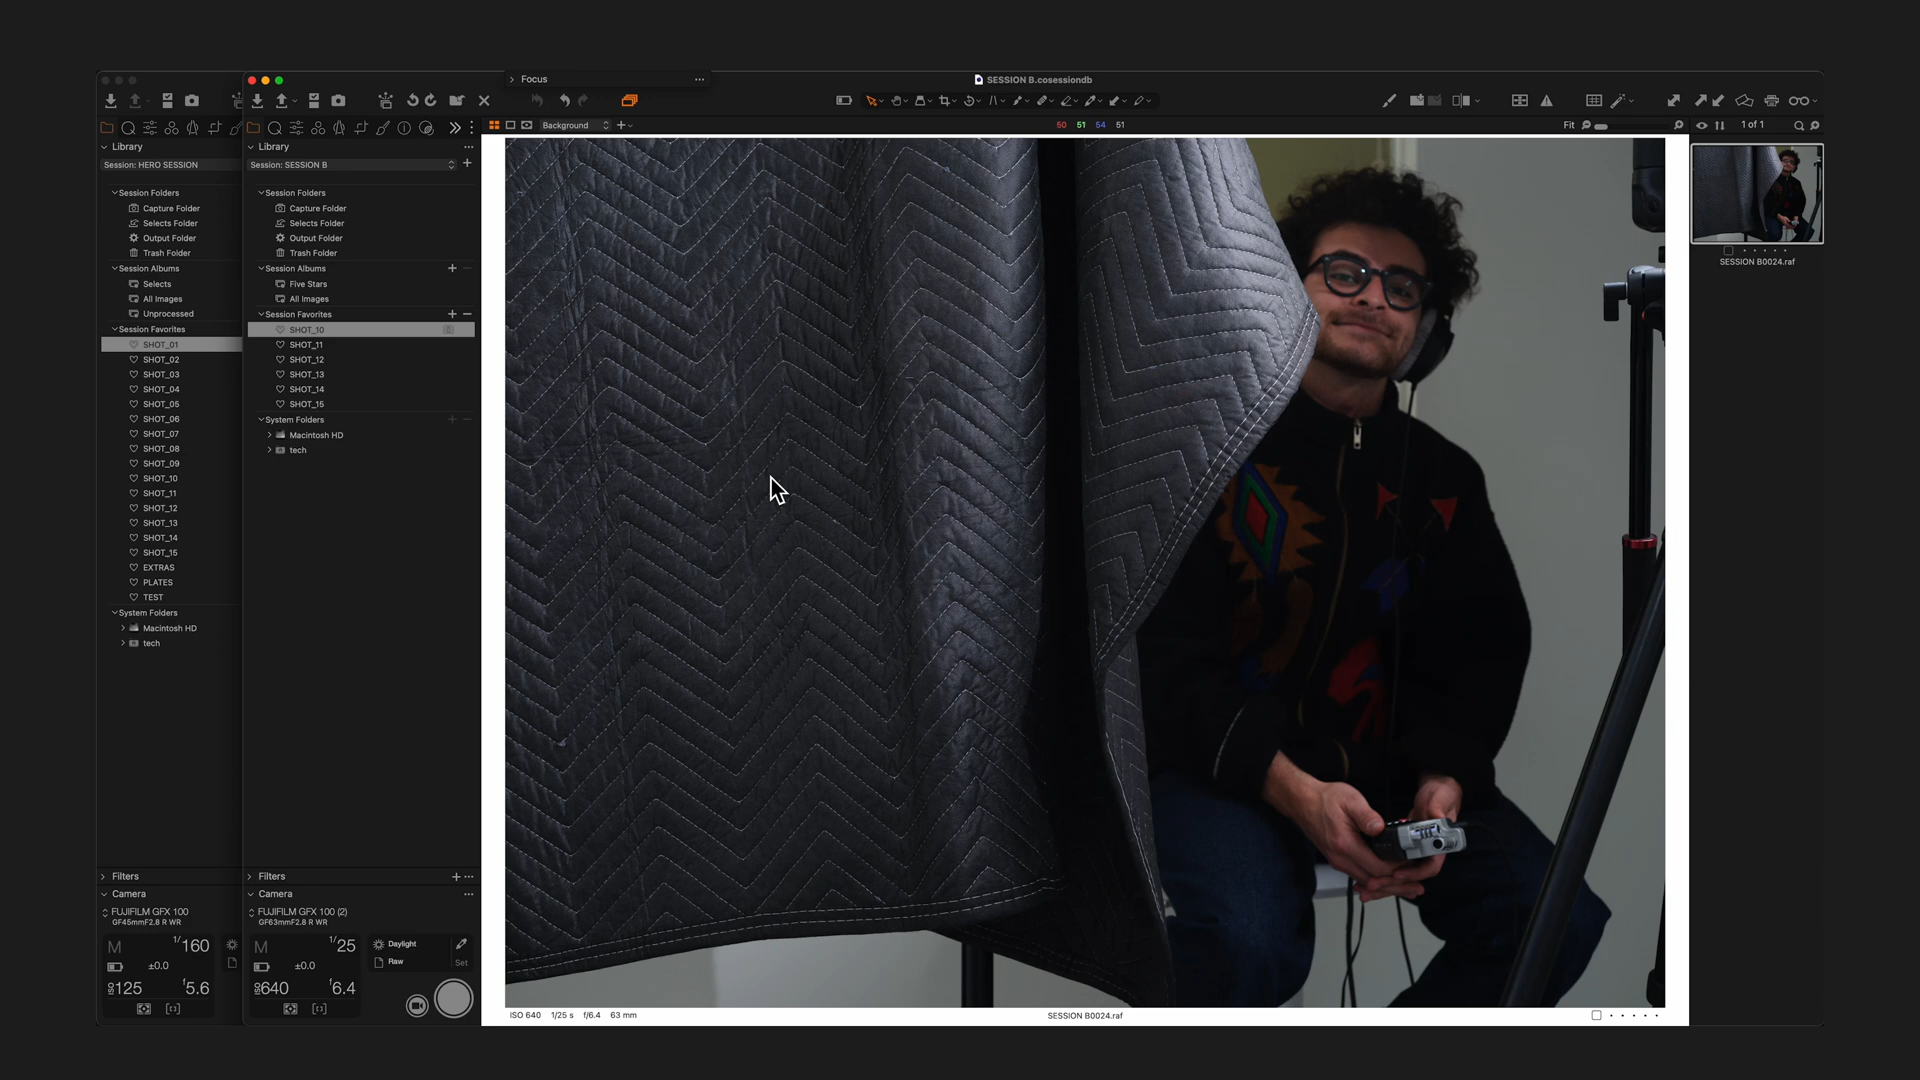 Focus
SESSION B.cosessiondb
Background
50 51 54 51
Fit
1 of 1
Library
Session: HERO SESSION
Session Folders
Capture Folder
Selects Folder
Output Folder
Trash Folder
Session Albums
Selects
All Images
Unprocessed
Session Favorites
SHOT_01
SHOT_02
SHOT_03
SHOT_04
SHOT_05
SHOT_06
SHOT_07
SHOT_08
SHOT_09
SHOT_10
SHOT_11
SHOT_12
SHOT_13
SHOT_14
SHOT_15
EXTRAS
PLATES
TEST
System Folders
Macintosh HD
tech
Filters
Camera
FUJIFILM GFX 100
GF45mmF2.8 R WR
M 1/160
±0.0
ISO125 f5.6
Library
Session: SESSION B
Session Folders
Capture Folder
Selects Folder
Output Folder
Trash Folder
Session Albums
Five Stars
All Images
Session Favorites
SHOT_10
SHOT_11
SHOT_12
SHOT_13
SHOT_14
SHOT_15
System Folders
Macintosh HD
tech
Filters
Camera
FUJIFILM GFX 100 (2)
GF63mmF2.8 R WR
M 1/25
±0.0
ISO640 f6.4
Daylight
Raw
Set
ISO 640 1/25 s f/6.4 63 mm
SESSION B0024.raf
SESSION B0024.raf